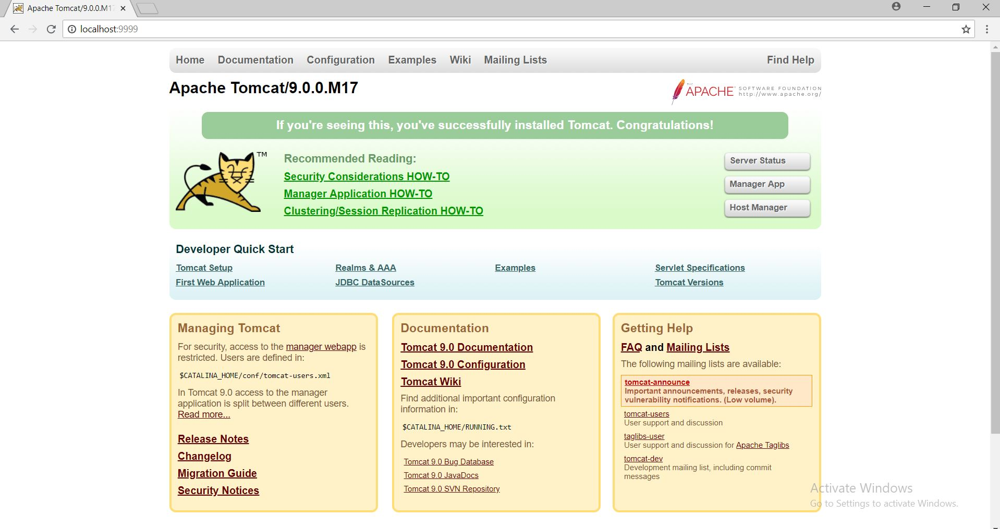 Apache Tomcat/9.0.0.M17
localhost:9999
Home Documentation Configuration Examples Wiki Mailing Lists Find Help
Apache Tomcat/9.0.0.M17
THE APACHE SOFTWARE FOUNDATION
http://www.apache.org/
If you're seeing this, you've successfully installed Tomcat. Congratulations!
TM
Recommended Reading:
Security Considerations HOW-TO
Manager Application HOW-TO
Clustering/Session Replication HOW-TO
Server Status
Manager App
Host Manager
Developer Quick Start
Tomcat Setup Realms & AAA Examples Servlet Specifications
First Web Application JDBC DataSources Tomcat Versions
Managing Tomcat
For security, access to the manager webapp is
restricted. Users are defined in:
$CATALINA_HOME/conf/tomcat-users.xml
In Tomcat 9.0 access to the manager
application is split between different users.
Read more...
Release Notes
Changelog
Migration Guide
Security Notices
Documentation
Tomcat 9.0 Documentation
Tomcat 9.0 Configuration
Tomcat Wiki
Find additional important configuration
information in:
$CATALINA_HOME/RUNNING.txt
Developers may be interested in:
Tomcat 9.0 Bug Database
Tomcat 9.0 JavaDocs
Tomcat 9.0 SVN Repository
Getting Help
FAQ and Mailing Lists
The following mailing lists are available:
tomcat-announce
Important announcements, releases, security
vulnerability notifications. (Low volume).
tomcat-users
User support and discussion
taglibs-user
User support and discussion for Apache Taglibs
tomcat-dev
Development mailing list, including commit
messages
Activate Windows
Go to Settings to activate Windows.